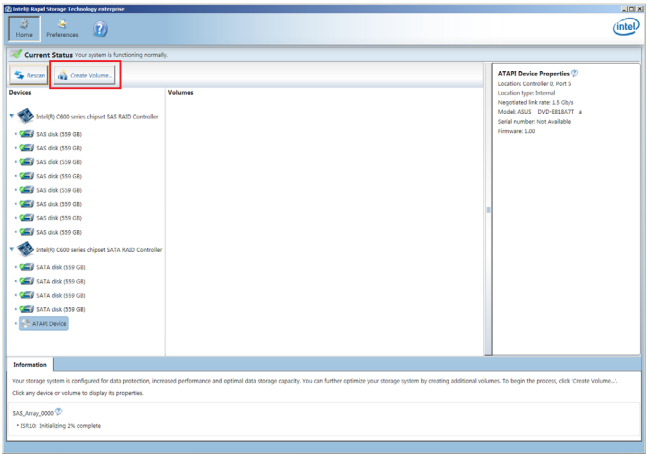 Intel® Rapid Storage Technology enterprise
Home
Preferences
intel
Current Status Your system is functioning normally.
Rescan
Create Volume...
Devices
Volumes
Intel(R) C600 series chipset SAS RAID Controller
SAS disk (559 GB)
SAS disk (559 GB)
SAS disk (559 GB)
SAS disk (559 GB)
SAS disk (559 GB)
SAS disk (559 GB)
SAS disk (559 GB)
SAS disk (559 GB)
Intel(R) C600 series chipset SATA RAID Controller
SATA disk (559 GB)
SATA disk (559 GB)
SATA disk (559 GB)
SATA disk (559 GB)
ATAPI Device
ATAPI Device Properties
Location: Controller 0, Port 5
Location type: Internal
Negotiated link rate: 1.5 Gb/s
Model: ASUS DVD-E818A7T a
Serial number: Not Available
Firmware: 1.00
Information
Your storage system is configured for data protection, increased performance and optimal data storage capacity. You can further optimize your storage system by creating additional volumes. To begin the process, click 'Create Volume...'.
Click any device or volume to display its properties.
SAS_Array_0000
• ISR10: Initializing 2% complete